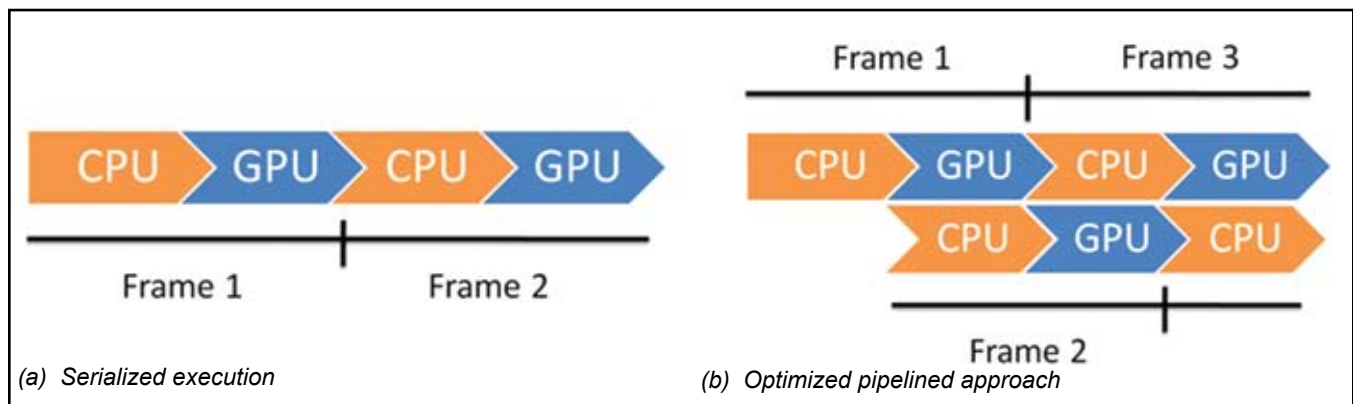 CPU GPU CPU GPU
Frame 1 Frame 2
(a) Serialized execution
Frame 1 Frame 3
CPU GPU CPU GPU
CPU GPU CPU
Frame 2
(b) Optimized pipelined approach